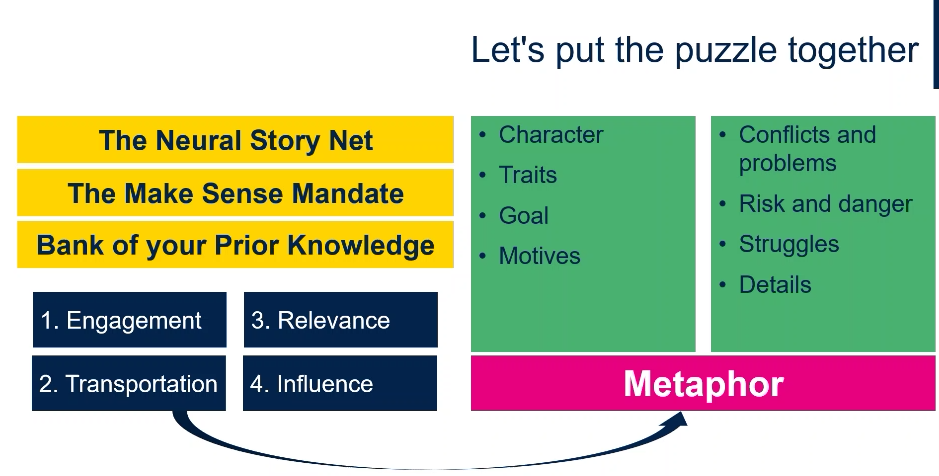 Let's put the puzzle together
The Neural Story Net
The Make Sense Mandate
Bank of your Prior Knowledge
1. Engagement
3. Relevance
2. Transportation
4. Influence
• Character
• Traits
• Goal
• Motives
• Conflicts and
problems
• Risk and danger
• Struggles
• Details
Metaphor